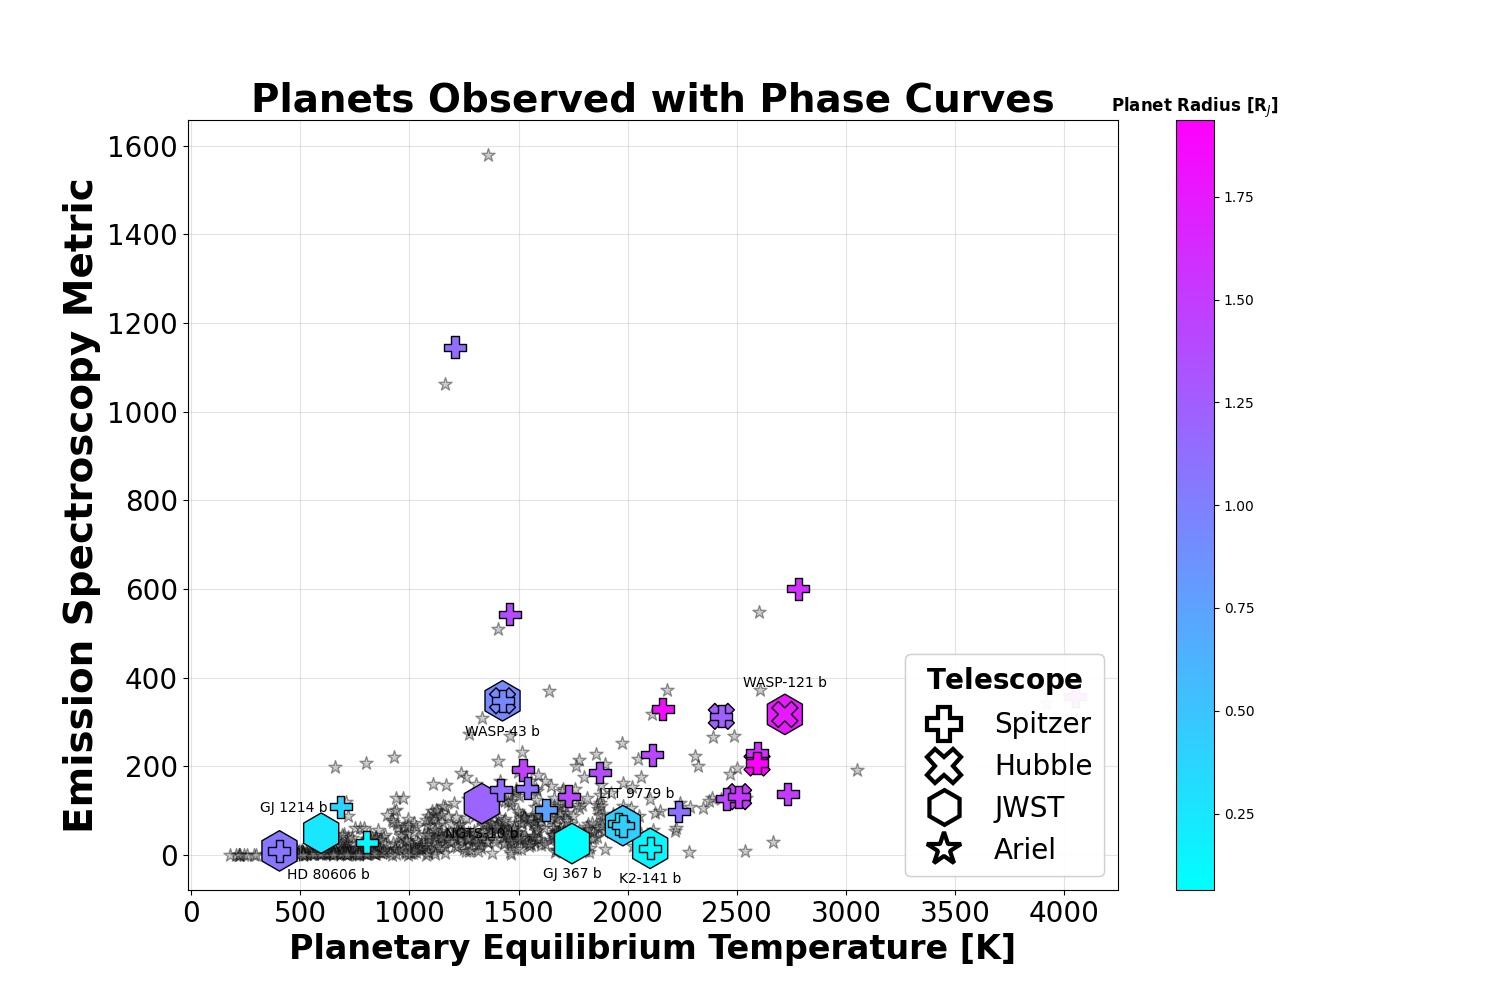 Planets Observed with Phase Curves
Planet Radius [R_J]
Emission Spectroscopy Metric
1600
1400
1200
1000
800
600
400
200
0
1.75
1.50
1.25
1.00
0.75
0.50
0.25
WASP-121 b
WASP-43 b
LTT 9779 b
GJ 1214 b
NGTS-10 b
HD 80606 b
GJ 367 b
K2-141 b
Telescope
Spitzer
Hubble
JWST
Ariel
0 500 1000 1500 2000 2500 3000 3500 4000
Planetary Equilibrium Temperature [K]